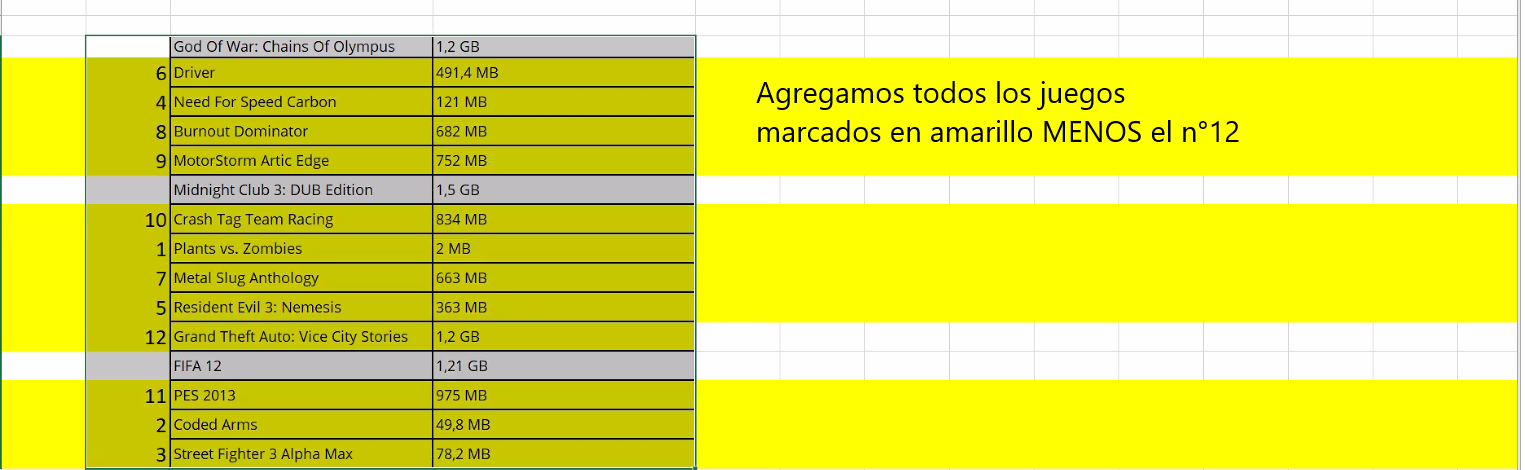 God Of War: Chains Of Olympus 1,2 GB
6 Driver 491,4 MB
Agregamos todos los juegos
marcados en amarillo MENOS el n°12
4 Need For Speed Carbon 121 MB
8 Burnout Dominator 682 MB
9 MotorStorm Artic Edge 752 MB
Midnight Club 3: DUB Edition 1,5 GB
10 Crash Tag Team Racing 834 MB
1 Plants vs. Zombies 2 MB
7 Metal Slug Anthology 663 MB
5 Resident Evil 3: Nemesis 363 MB
12 Grand Theft Auto: Vice City Stories 1,2 GB
FIFA 12 1,21 GB
11 PES 2013 975 MB
2 Coded Arms 49,8 MB
3 Street Fighter 3 Alpha Max 78,2 MB